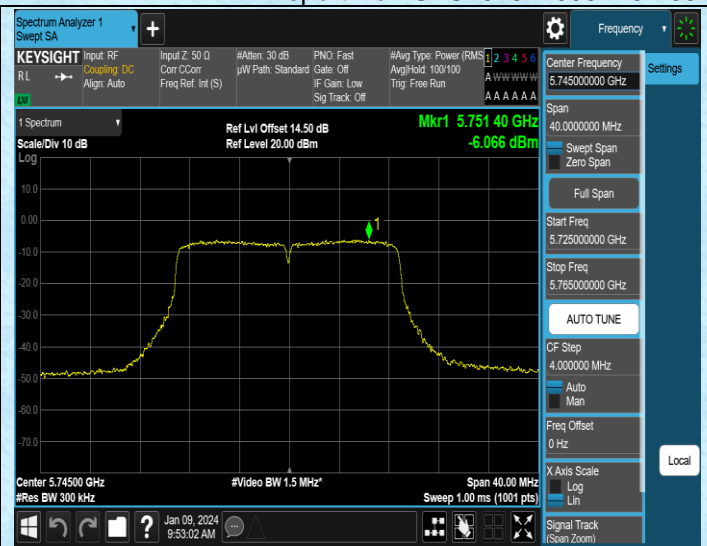 Spectrum Analyzer 1
Swept SA
+
Frequency
KEYSIGHT
RL
LXI
Input: RF
Coupling: DC
Align: Auto
Input Z: 50 Ω
Corr CCorr
Freq Ref: Int (S)
#Atten: 30 dB
µW Path: Standard
PNO: Fast
Gate: Off
IF Gain: Low
Sig Track: Off
#Avg Type: Power (RMS
Avg|Hold: 100/100
Trig: Free Run
1 2 3 4 5 6
A W W W W W
A A A A A A
1 Spectrum
Scale/Div 10 dB
Log
Ref Lvl Offset 14.50 dB
Ref Level 20.00 dBm
Mkr1 5.751 40 GHz
-6.066 dBm
10.0
0.00
-10.0
-20.0
-30.0
-40.0
-50.0
-60.0
-70.0
1
Center 5.74500 GHz
#Res BW 300 kHz
#Video BW 1.5 MHz*
Span 40.00 MHz
Sweep 1.00 ms (1001 pts)
Center Frequency
5.745000000 GHz
Settings
Span
40.0000000 MHz
Swept Span
Zero Span
Full Span
Start Freq
5.725000000 GHz
Stop Freq
5.765000000 GHz
AUTO TUNE
CF Step
4.000000 MHz
Auto
Man
Freq Offset
0 Hz
X Axis Scale
Log
Lin
Local
Signal Track
(Span Zoom)
?
Jan 09, 2024
9:53:02 AM